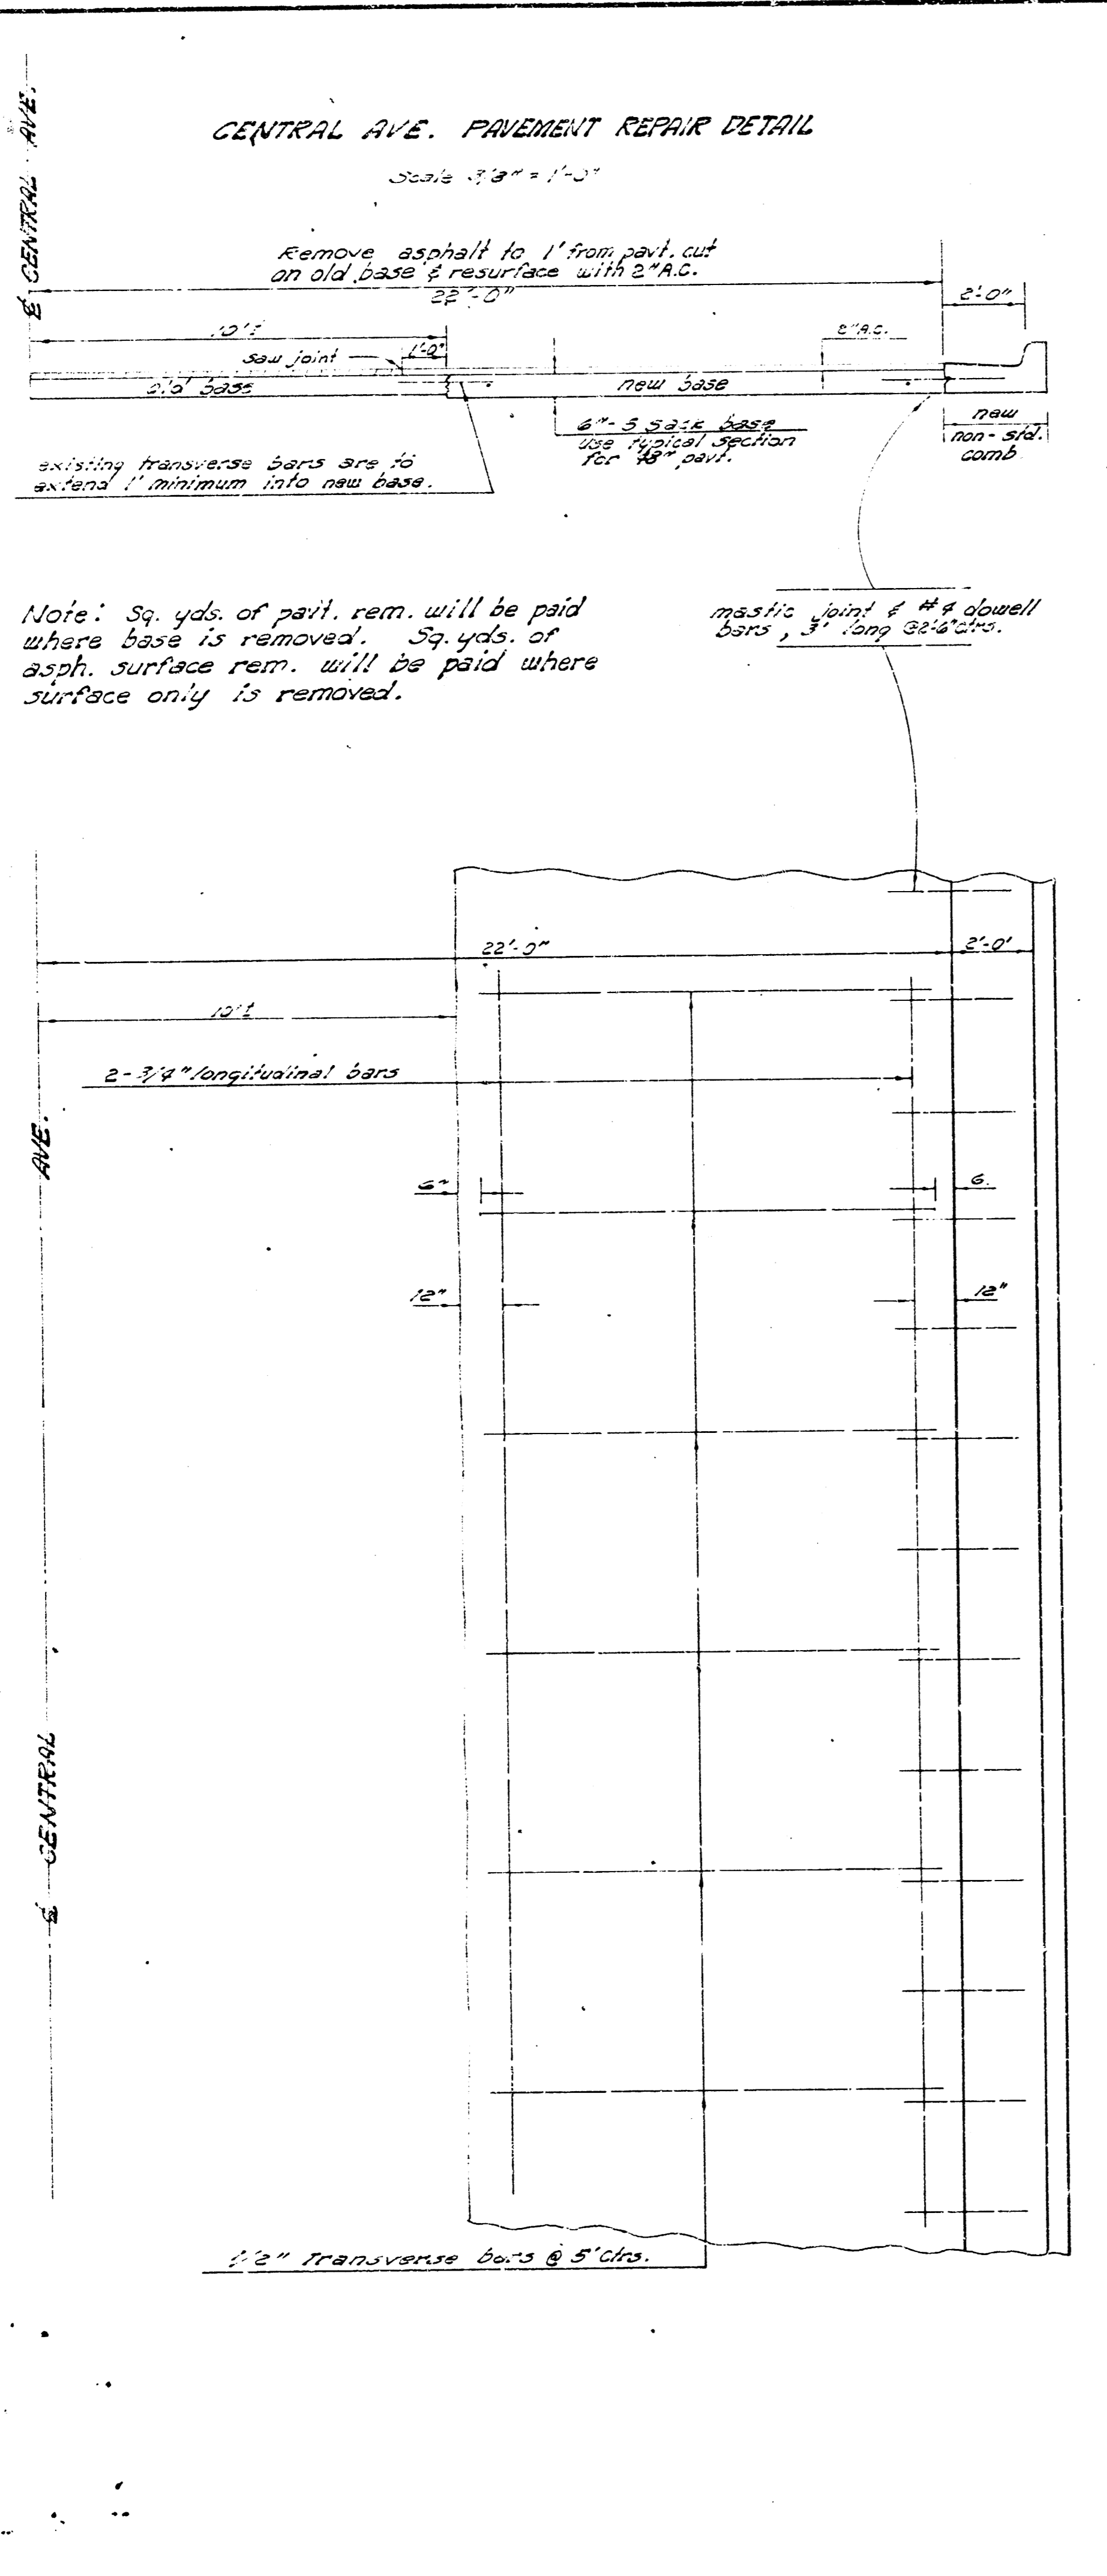 ℄ CENTRAL AVE.
CENTRAL AVE. PAVEMENT REPAIR DETAIL
Scale 3/8" = 1'-0"
Remove asphalt to 1' from pavt. cut
on old base & resurface with 2" A.C.
22'-0"
2'-0"
10'±
2" A.C.
1'-0"
saw joint
old base
new base
6"- 5 sack base
use typical section
for pavt.
new
non-std.
comb.
existing transverse bars are to
extend 1' minimum into new base.
Note: Sq. yds. of pavt. rem. will be paid
where base is removed. Sq. yds. of
asph. surface rem. will be paid where
surface only is removed.
mastic joint & #4 dowell
bars, 3' long @2'-6" ctrs.
22'-0"
2'-0"
10'±
2-3/4" longitudinal bars
6"
6
12"
12"
℄ CENTRAL AVE.
1/2" Transverse bars @ 5' Ctrs.